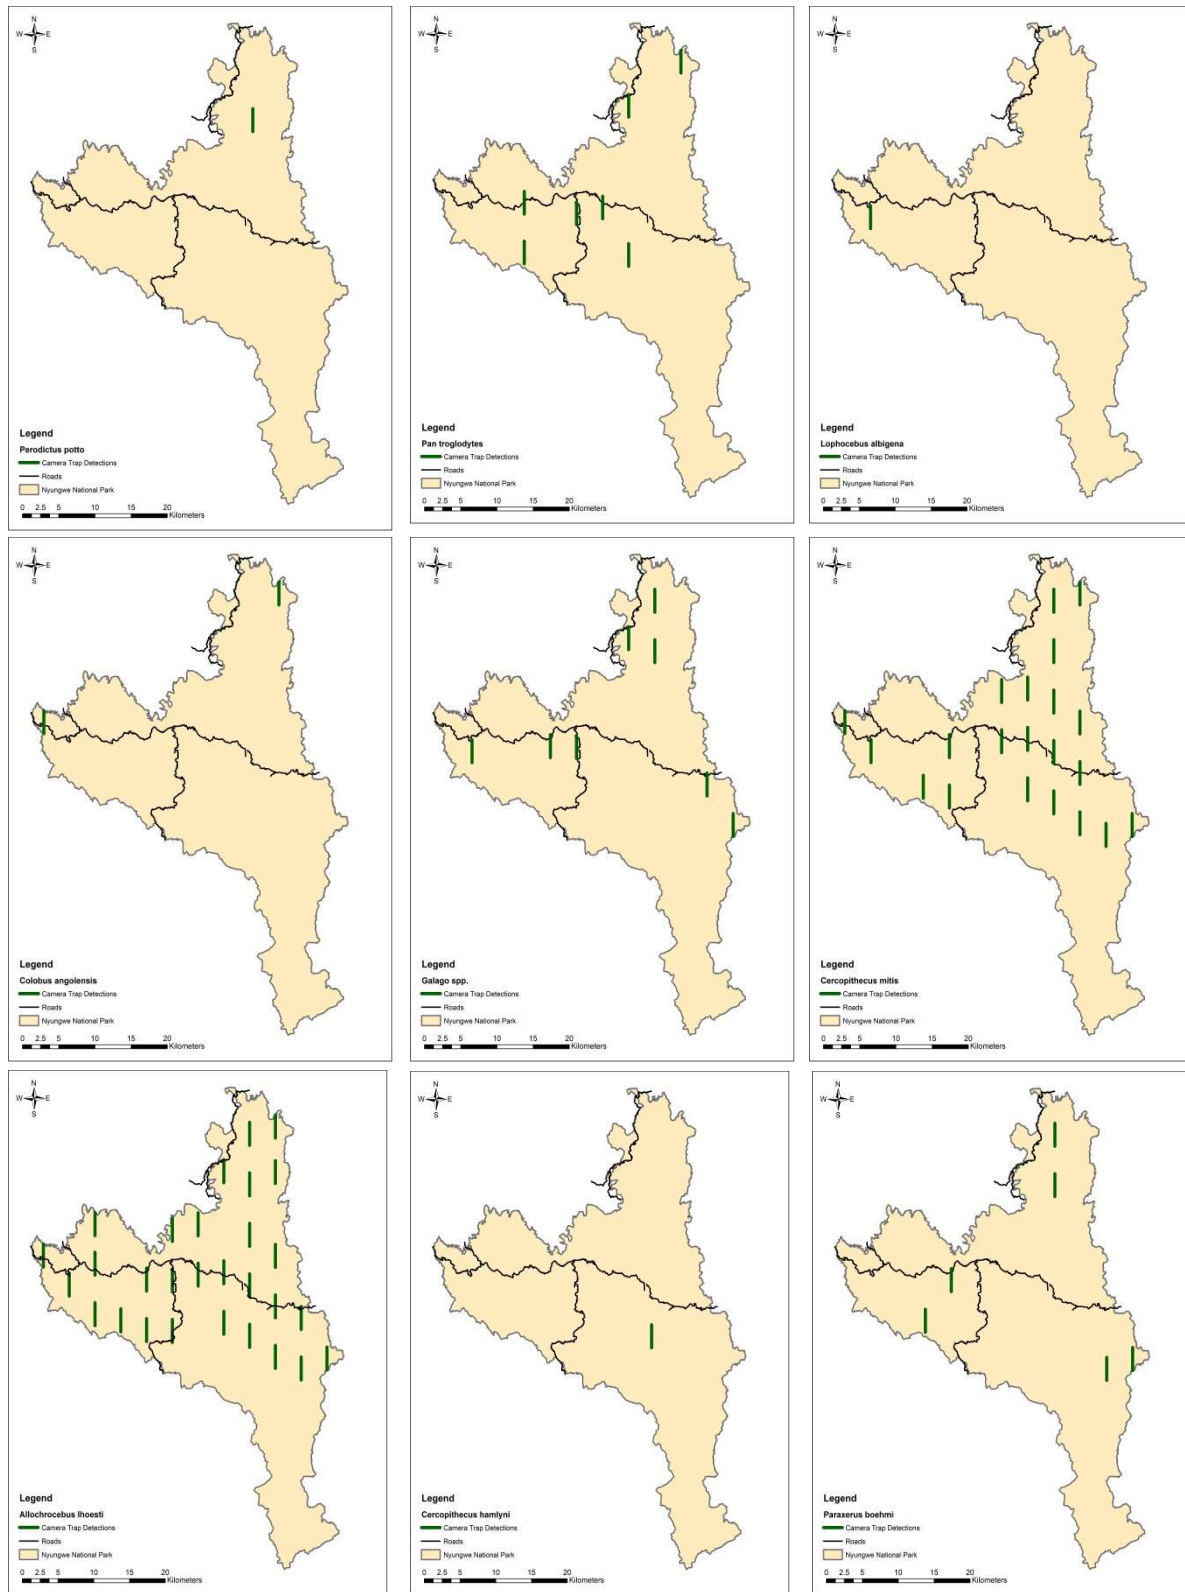 N
W E
S
Legend
Perodictus potto
Camera Trap Detections
Roads
Nyungwe National Park
0 2.5 5 10 15 20
Kilometers
N
W E
S
Legend
Pan troglodytes
Camera Trap Detections
Roads
Nyungwe National Park
0 2.5 5 10 15 20
Kilometers
N
W E
S
Legend
Lophocebus albigena
Camera Trap Detections
Roads
Nyungwe National Park
0 2.5 5 10 15 20
Kilometers
N
W E
S
Legend
Colobus angolensis
Camera Trap Detections
Roads
Nyungwe National Park
0 2.5 5 10 15 20
Kilometers
N
W E
S
Legend
Galago spp.
Camera Trap Detections
Roads
Nyungwe National Park
0 2.5 5 10 15 20
Kilometers
N
W E
S
Legend
Cercopithecus mitis
Camera Trap Detections
Roads
Nyungwe National Park
0 2.5 5 10 15 20
Kilometers
N
W E
S
Legend
Allochrocebus lhoesti
Camera Trap Detections
Roads
Nyungwe National Park
0 2.5 5 10 15 20
Kilometers
N
W E
S
Legend
Cercopithecus hamlyni
Camera Trap Detections
Roads
Nyungwe National Park
0 2.5 5 10 15 20
Kilometers
N
W E
S
Legend
Paraxerus boehmi
Camera Trap Detections
Roads
Nyungwe National Park
0 2.5 5 10 15 20
Kilometers